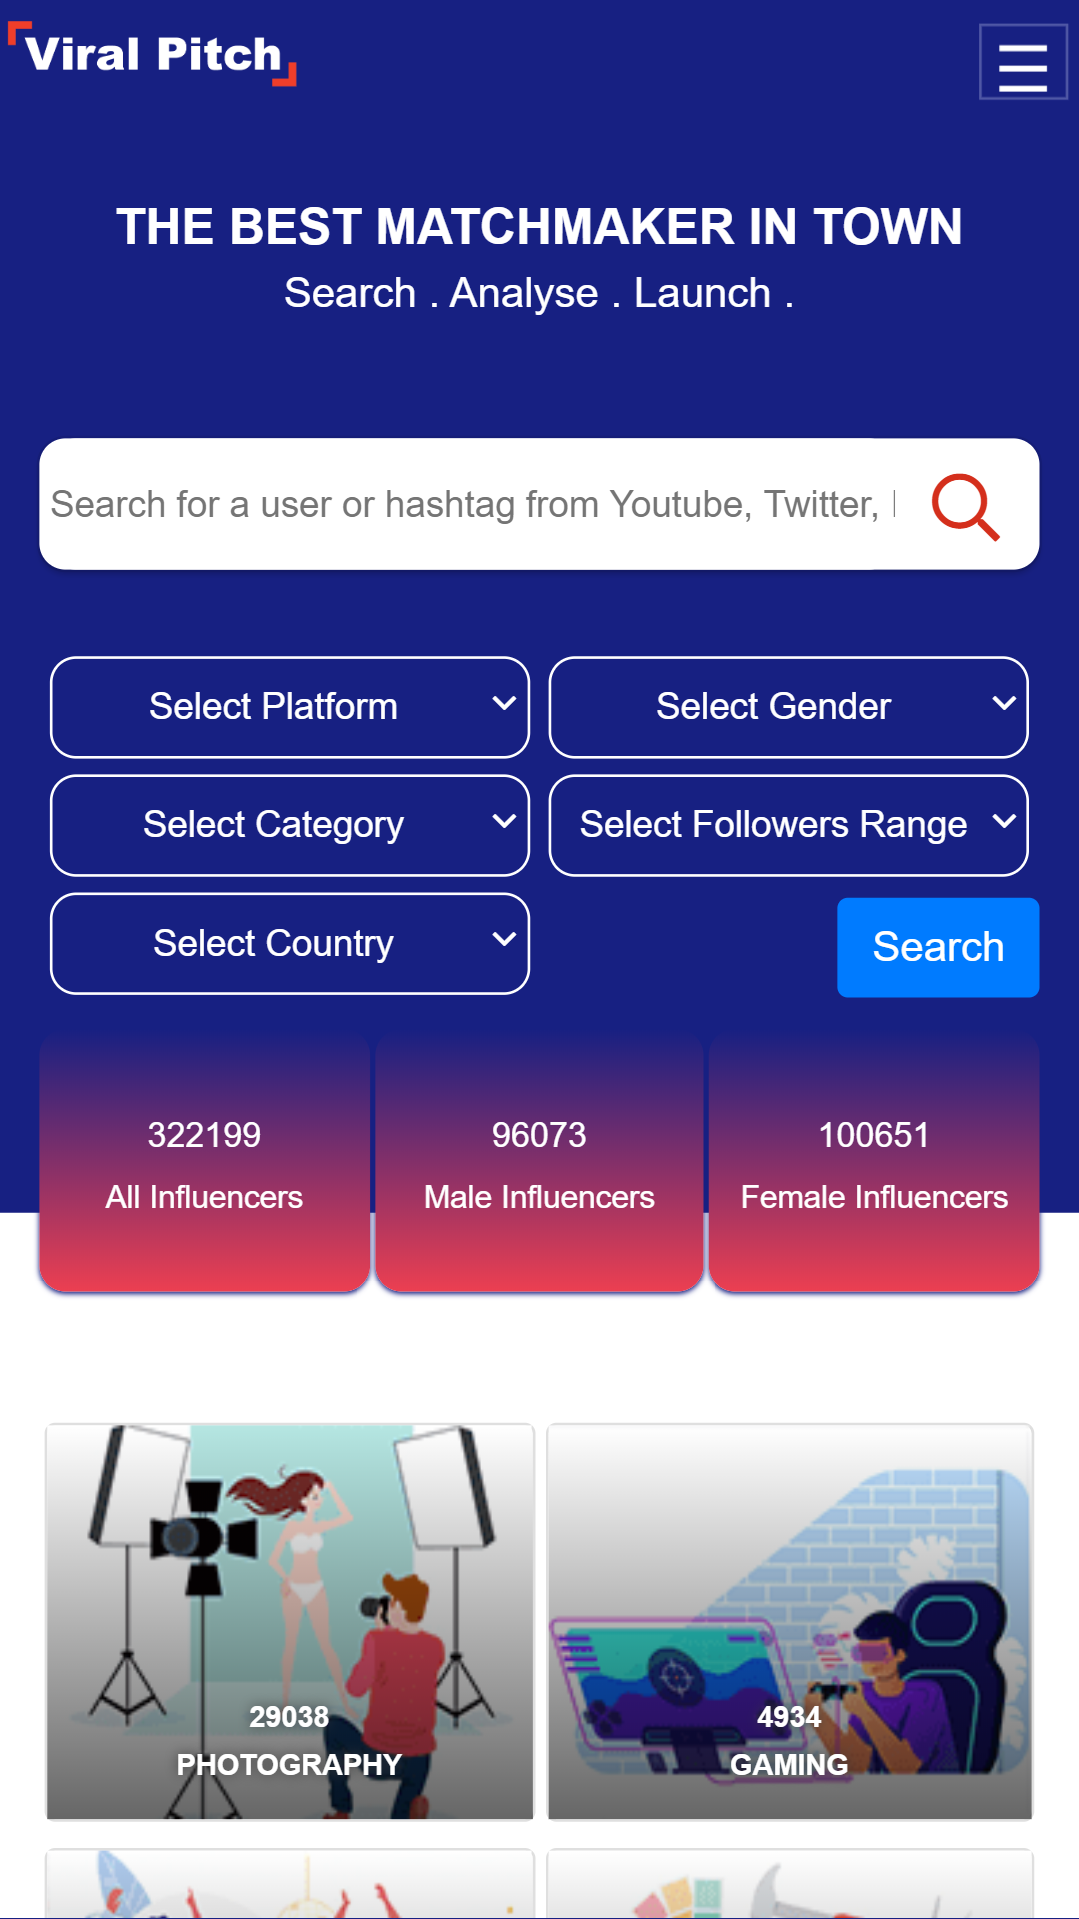 Viral Pitch
THE BEST MATCHMAKER IN TOWN
Search . Analyse . Launch .
Search for a user or hashtag from Youtube, Twitter,
Select Platform
Select Gender
Select Category
Select Followers Range
Select Country
Search
322199
All Influencers
96073
Male Influencers
100651
Female Influencers
29038
PHOTOGRAPHY
4934
GAMING